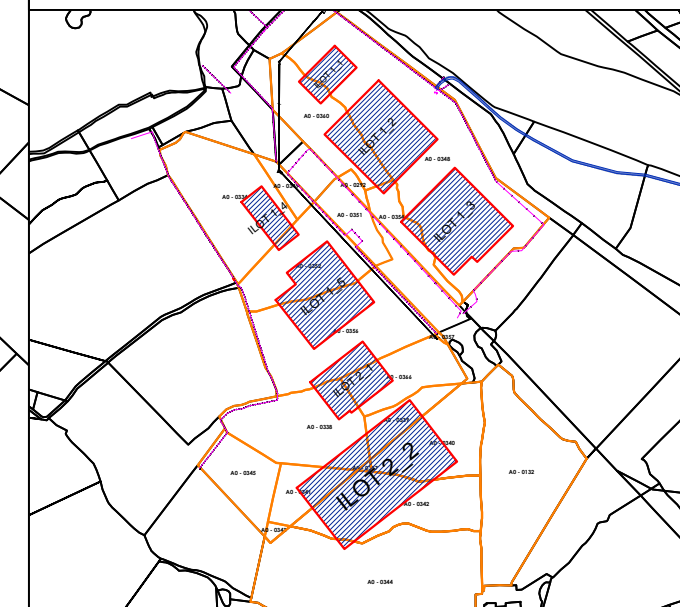 ILOT 1_1
A0 - 0360
ILOT 1_2
A0 - 0348
A0 - 0292
A0 - 0351
ILOT 1_4
ILOT 1_3
ILOT 1_5
A0 - 0356
A0 - 0357
ILOT 2_1
A0 - 0366
A0 - 0338
A0 - 0340
A0 - 0345
A0 - 0132
ILOT 2_2
A0 - 0342
A0 - 0344